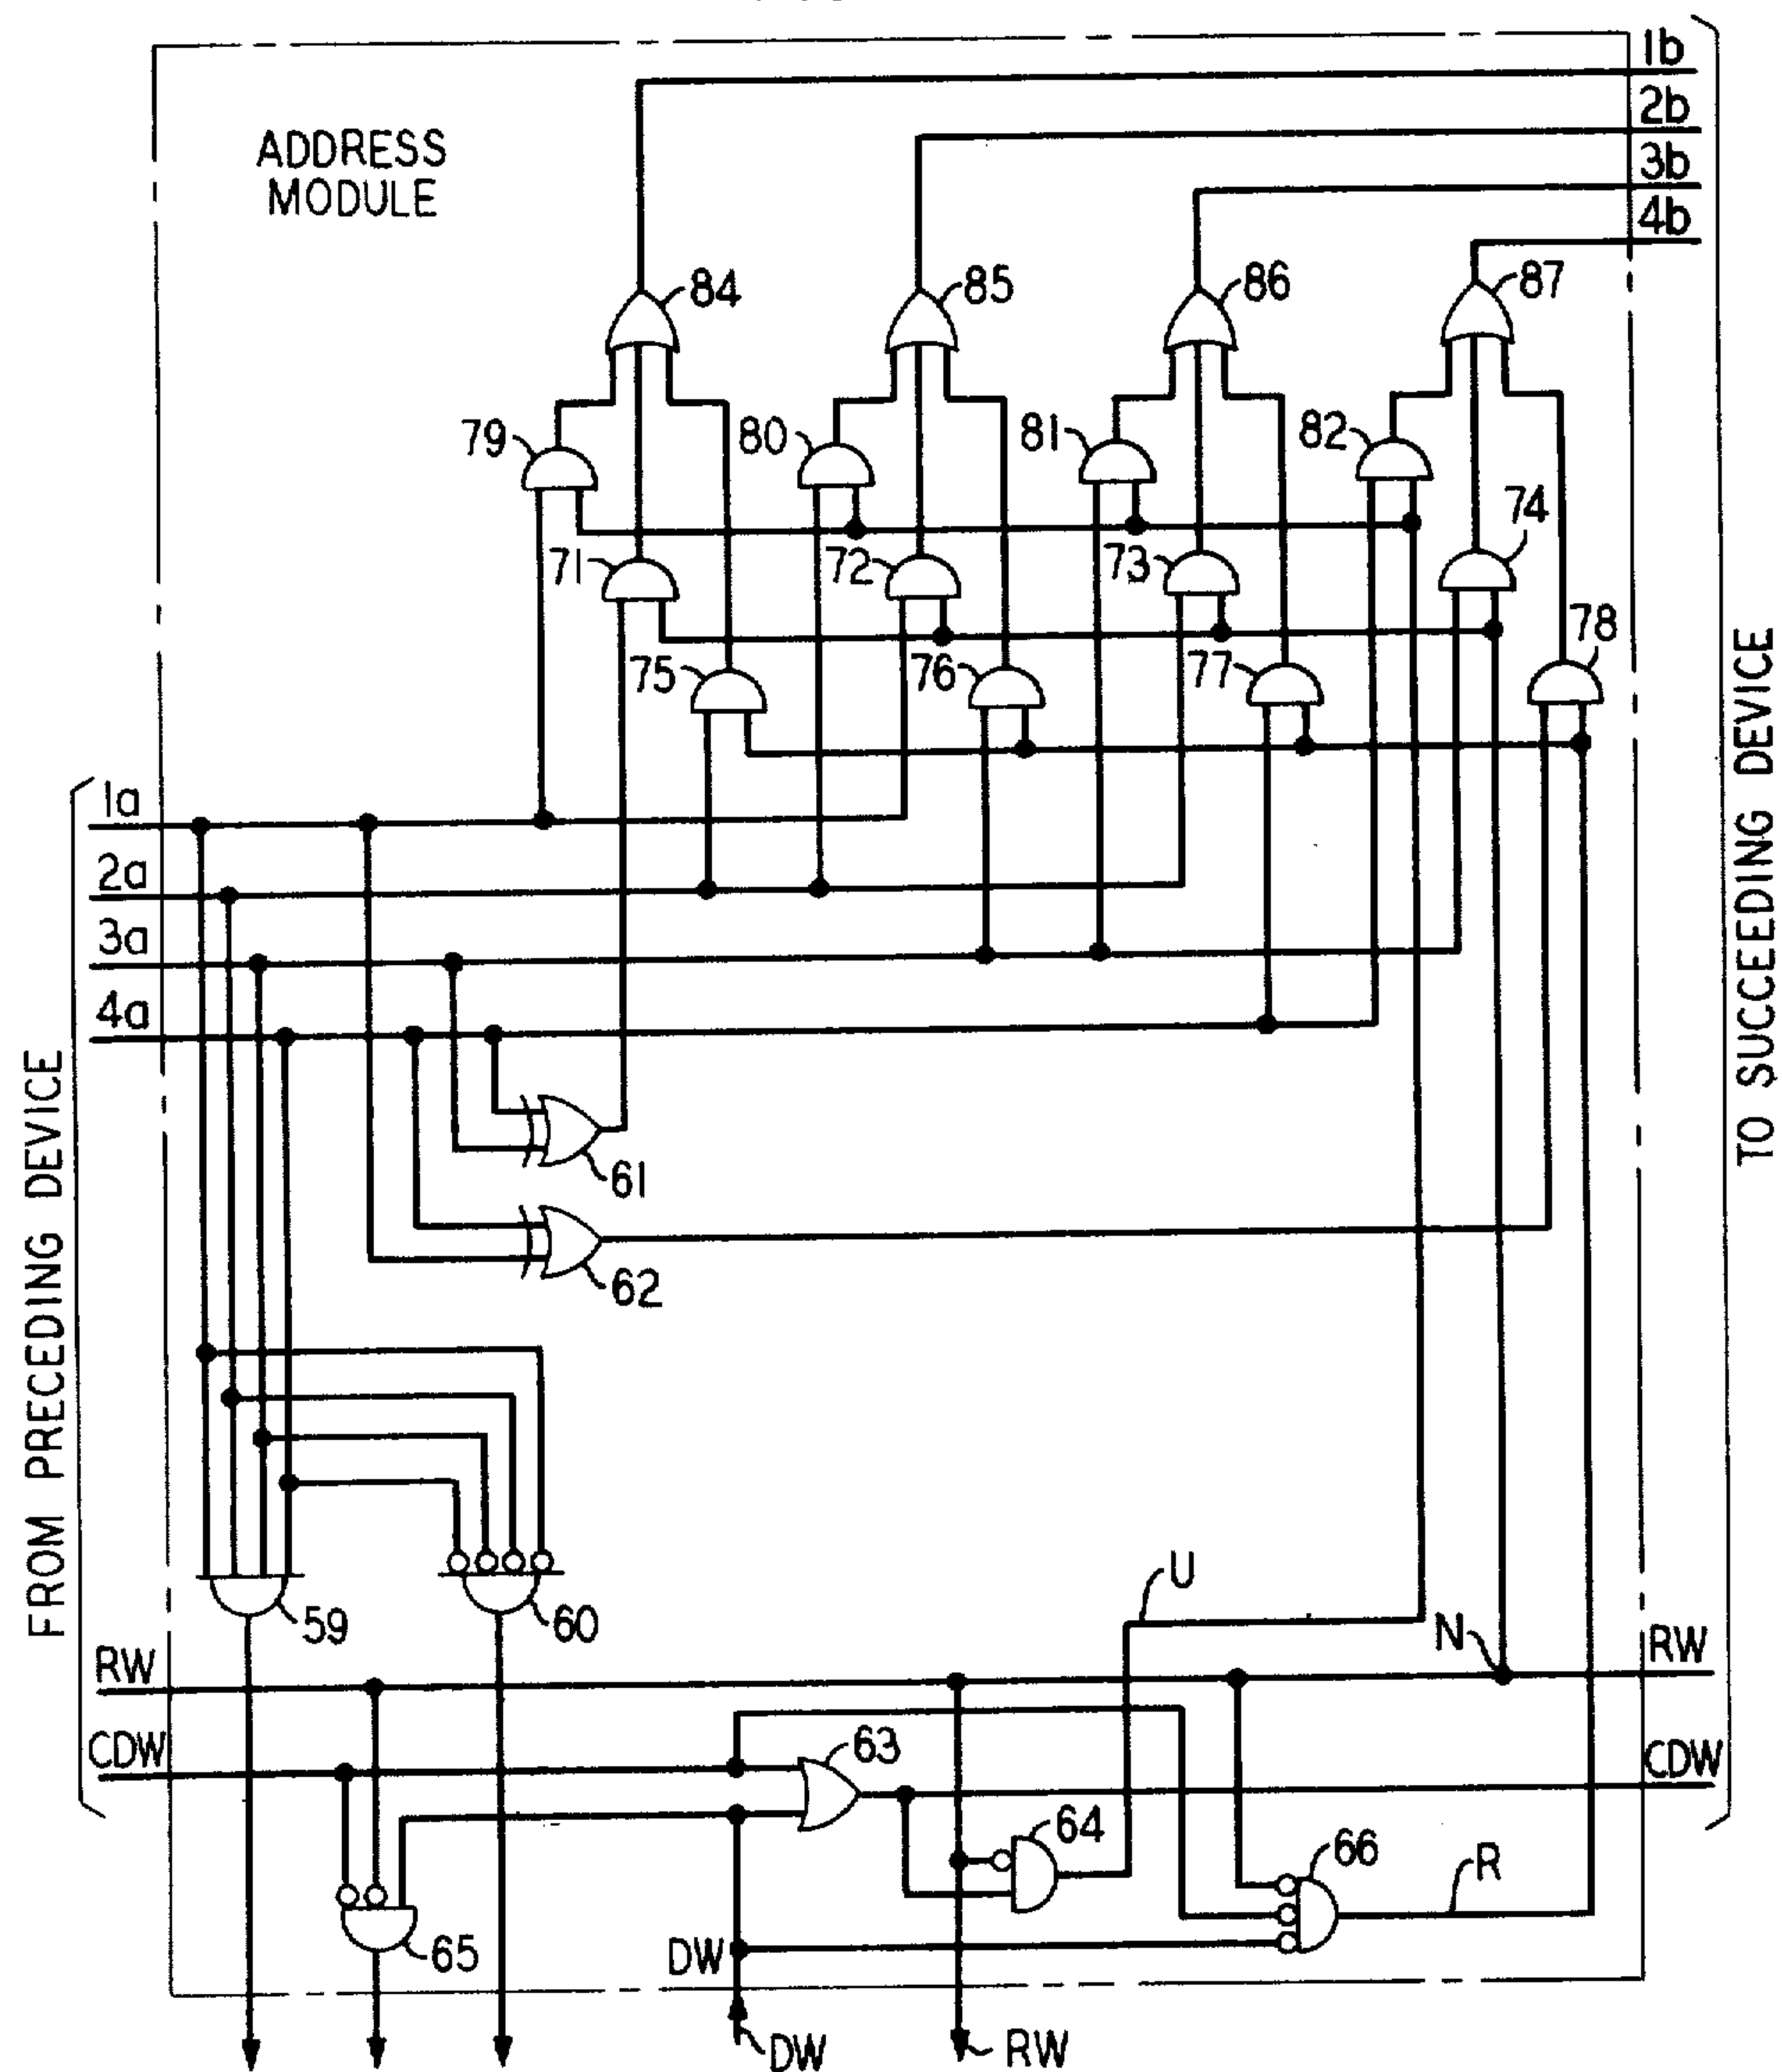 1b
2b
3b
4b
ADDRESS
MODULE
84
85
86
87
79
80
81
82
71
72
73
74
75
76
77
78
1a
2a
3a
4a
61
62
FROM PRECEDING DEVICE
TO SUCCEEDING DEVICE
59
60
U
N
RW
RW
CDW
63
CDW
64
66
R
65
DW
DW
RW